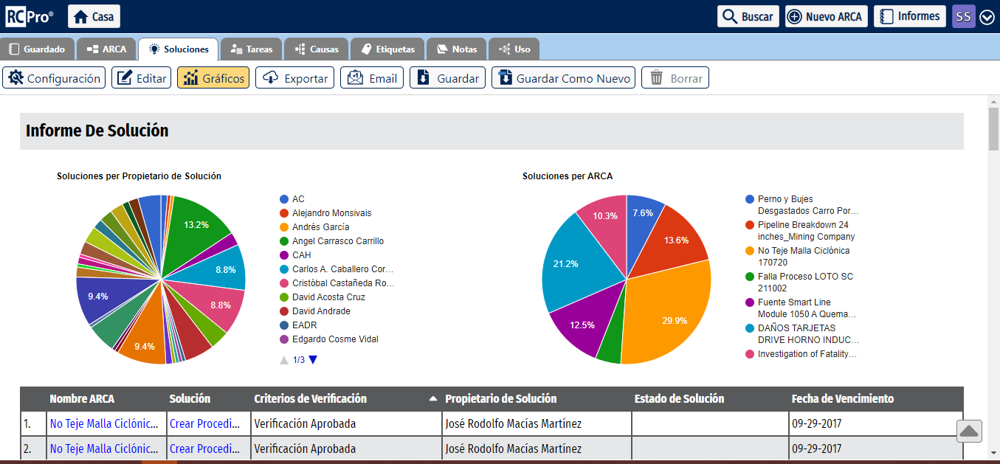 RC Pro® Casa Buscar Nuevo ARCA Informes SS
Guardado ARCA Soluciones Tareas Causas Etiquetas Notas Uso
Configuración Editar Gráficos Exportar Email Guardar Guardar Como Nuevo Borrar
Informe De Solución
Soluciones per Propietario de Solución
13.2%
8.8%
8.8%
9.4%
9.4%
AC
Alejandro Monsivais
Andrés García
Angel Carrasco Carrillo
CAH
Carlos A. Caballero Cor…
Cristóbal Castañeda Ro…
David Acosta Cruz
David Andrade
EADR
Edgardo Cosme Vidal
1/3
Soluciones per ARCA
7.6%
13.6%
29.9%
12.5%
21.2%
10.3%
Perno y Bujes
Desgastados Carro Por…
Pipeline Breakdown 24
inches_Mining Company
No Teje Malla Ciclónica
170720
Falla Proceso LOTO SC
211002
Fuente Smart Line
Module 1050 A Quema…
DAÑOS TARJETAS
DRIVE HORNO INDUC…
Investigation of Fatality…
Nombre ARCA Solución Criterios de Verificación Propietario de Solución Estado de Solución Fecha de Vencimiento
1. No Teje Malla Ciclónic... Crear Procedi... Verificación Aprobada José Rodolfo Macías Martínez 09-29-2017
2. No Teje Malla Ciclónic... Crear Procedi... Verificación Aprobada José Rodolfo Macías Martínez 09-29-2017